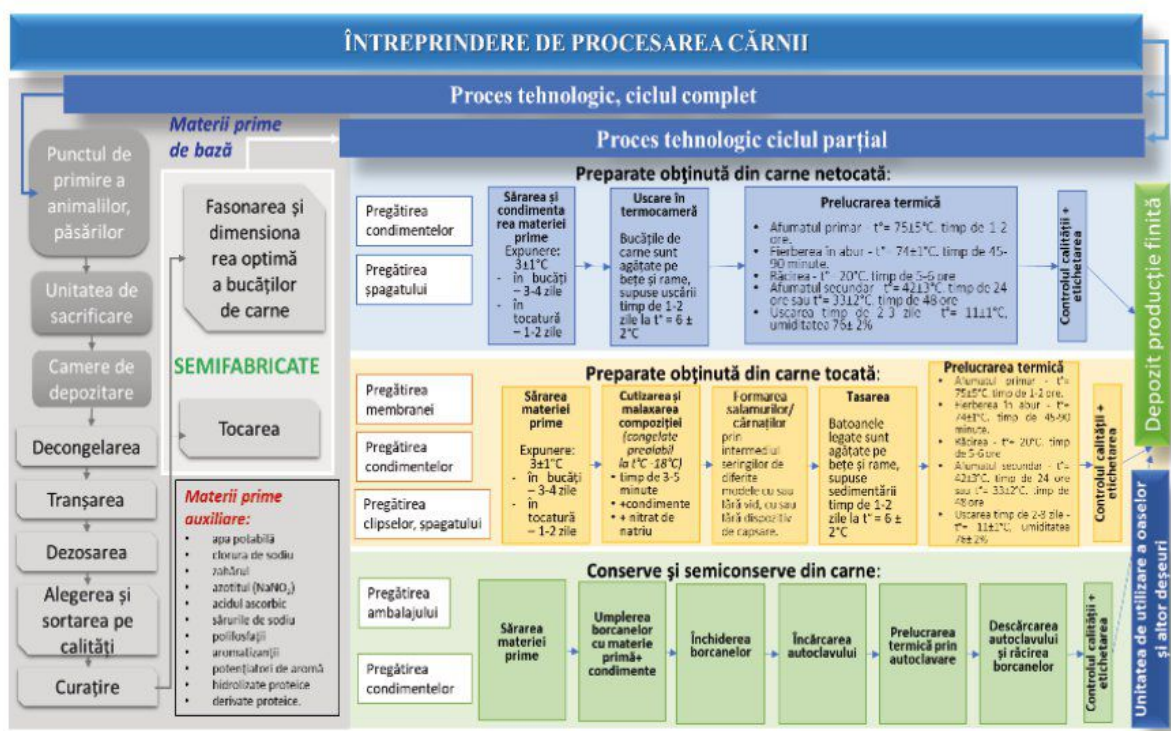 ÎNTREPRINDERE DE PROCESAREA CĂRNII
Proces tehnologic, ciclul complet
Proces tehnologic ciclul parțial
Punctul de
primire a
animalilor,
păsărilor
Unitatea de
sacrificare
Camere de
depozitare
Decongelarea
Tranșarea
Dezosarea
Alegerea și
sortarea pe
calități
Curatire
Materii prime
de bază
Fasonarea și
dimensiona
rea optimă
a bucăților
de carne
SEMIFABRICATE
Tocarea
Materii prime
auxiliare:
• apa potabilă
• clorura de sodiu
• zahărul
• azotitul (NaNO₂)
• acidul ascorbic
• sărurile de sodiu
• polifosfații
• aromatizanții
• potențiatori de aromă
• hidrolizate proteice
• derivate proteice.
Preparate obținută din carne netocată:
Pregătirea
condimentelor
Pregătirea
șpagatului
Sărarea și
condimenta
rea materiei
prime
Expunere:
3±1°C
- în bucăți
– 3-4 zile
- în
tocatură
– 1-2 zile
Uscare în
termocameră
Bucățile de
carne sunt
agățate pe
bețe și rame,
supuse uscării
timp de 1-2
zile la t° = 6 ±
2°C
Prelucrarea termică
• Afumatul primar - t°= 75±5°C, timp de 1-2
ore.
• Fierberea în abur - t°- 74±1°C, timp de 45-
90 minute.
• Răcirea - t° 20°C, timp de 5-6 ore
• Afumatul secundar - t°= 42±3°C, timp de 24
ore sau t°= 33±2°C, timp de 48 ore
• Uscarea timp de 2-3 zile - t°= 11±1°C,
umiditatea 76± 2%
Controlul calității +
etichetarea
Preparate obținută din carne tocată:
Pregătirea
membranei
Pregătirea
condimentelor
Pregătirea
clipselor, spagatului
Sărarea
materiei
prime
Expunere:
3±1°C
- în bucăți
– 3-4 zile
- în
tocatură
– 1-2 zile
Cutizarea și
malaxarea
compoziției
(congelate
prealabil
la t°C -18°C)
• timp de 3-5
minute
• +condimente
• + nitrat de
natriu
Formarea
salamurilor/
cârnaților
prin
intermediul
seringilor de
diferite
modele cu sau
fără vid, cu sau
fără dispozitiv
de capsare.
Tasarea
Batoanele
legate sunt
agățate pe
bețe și rame,
supuse
sedimentării
timp de 1-2
zile la t° = 6 ±
2°C
Prelucrarea termică
• Afumatul primar - t°=
75±5°C, timp de 1-2 ore.
• Fierberea în abur - t°=
74±1°C, timp de 45-90
minute.
• Răcirea - t°= 20°C, timp
de 5-6 ore
• Afumatul secundar - t°=
42±3°C, timp de 24 ore
sau t°= 33±2°C, timp de
48 ore
• Uscarea timp de 2-3 zile -
t°= 11±1°C, umiditatea
76±2%
Controlul calității +
etichetarea
Conserve și semiconserve din carne:
Pregătirea
ambalajului
Pregătirea
condimentelor
Sărarea
materiei
prime
Umplerea
borcanelor
cu materie
primă+
condimente
Închiderea
borcanelor
Încărcarea
autoclavului
Prelucrarea
termică prin
autoclavare
Descărcarea
autoclavului
și răcirea
borcanelor
Controlul calității +
etichetarea
Depozit producție finită
Unitatea de utilizare a oaselor
și altor deșeuri